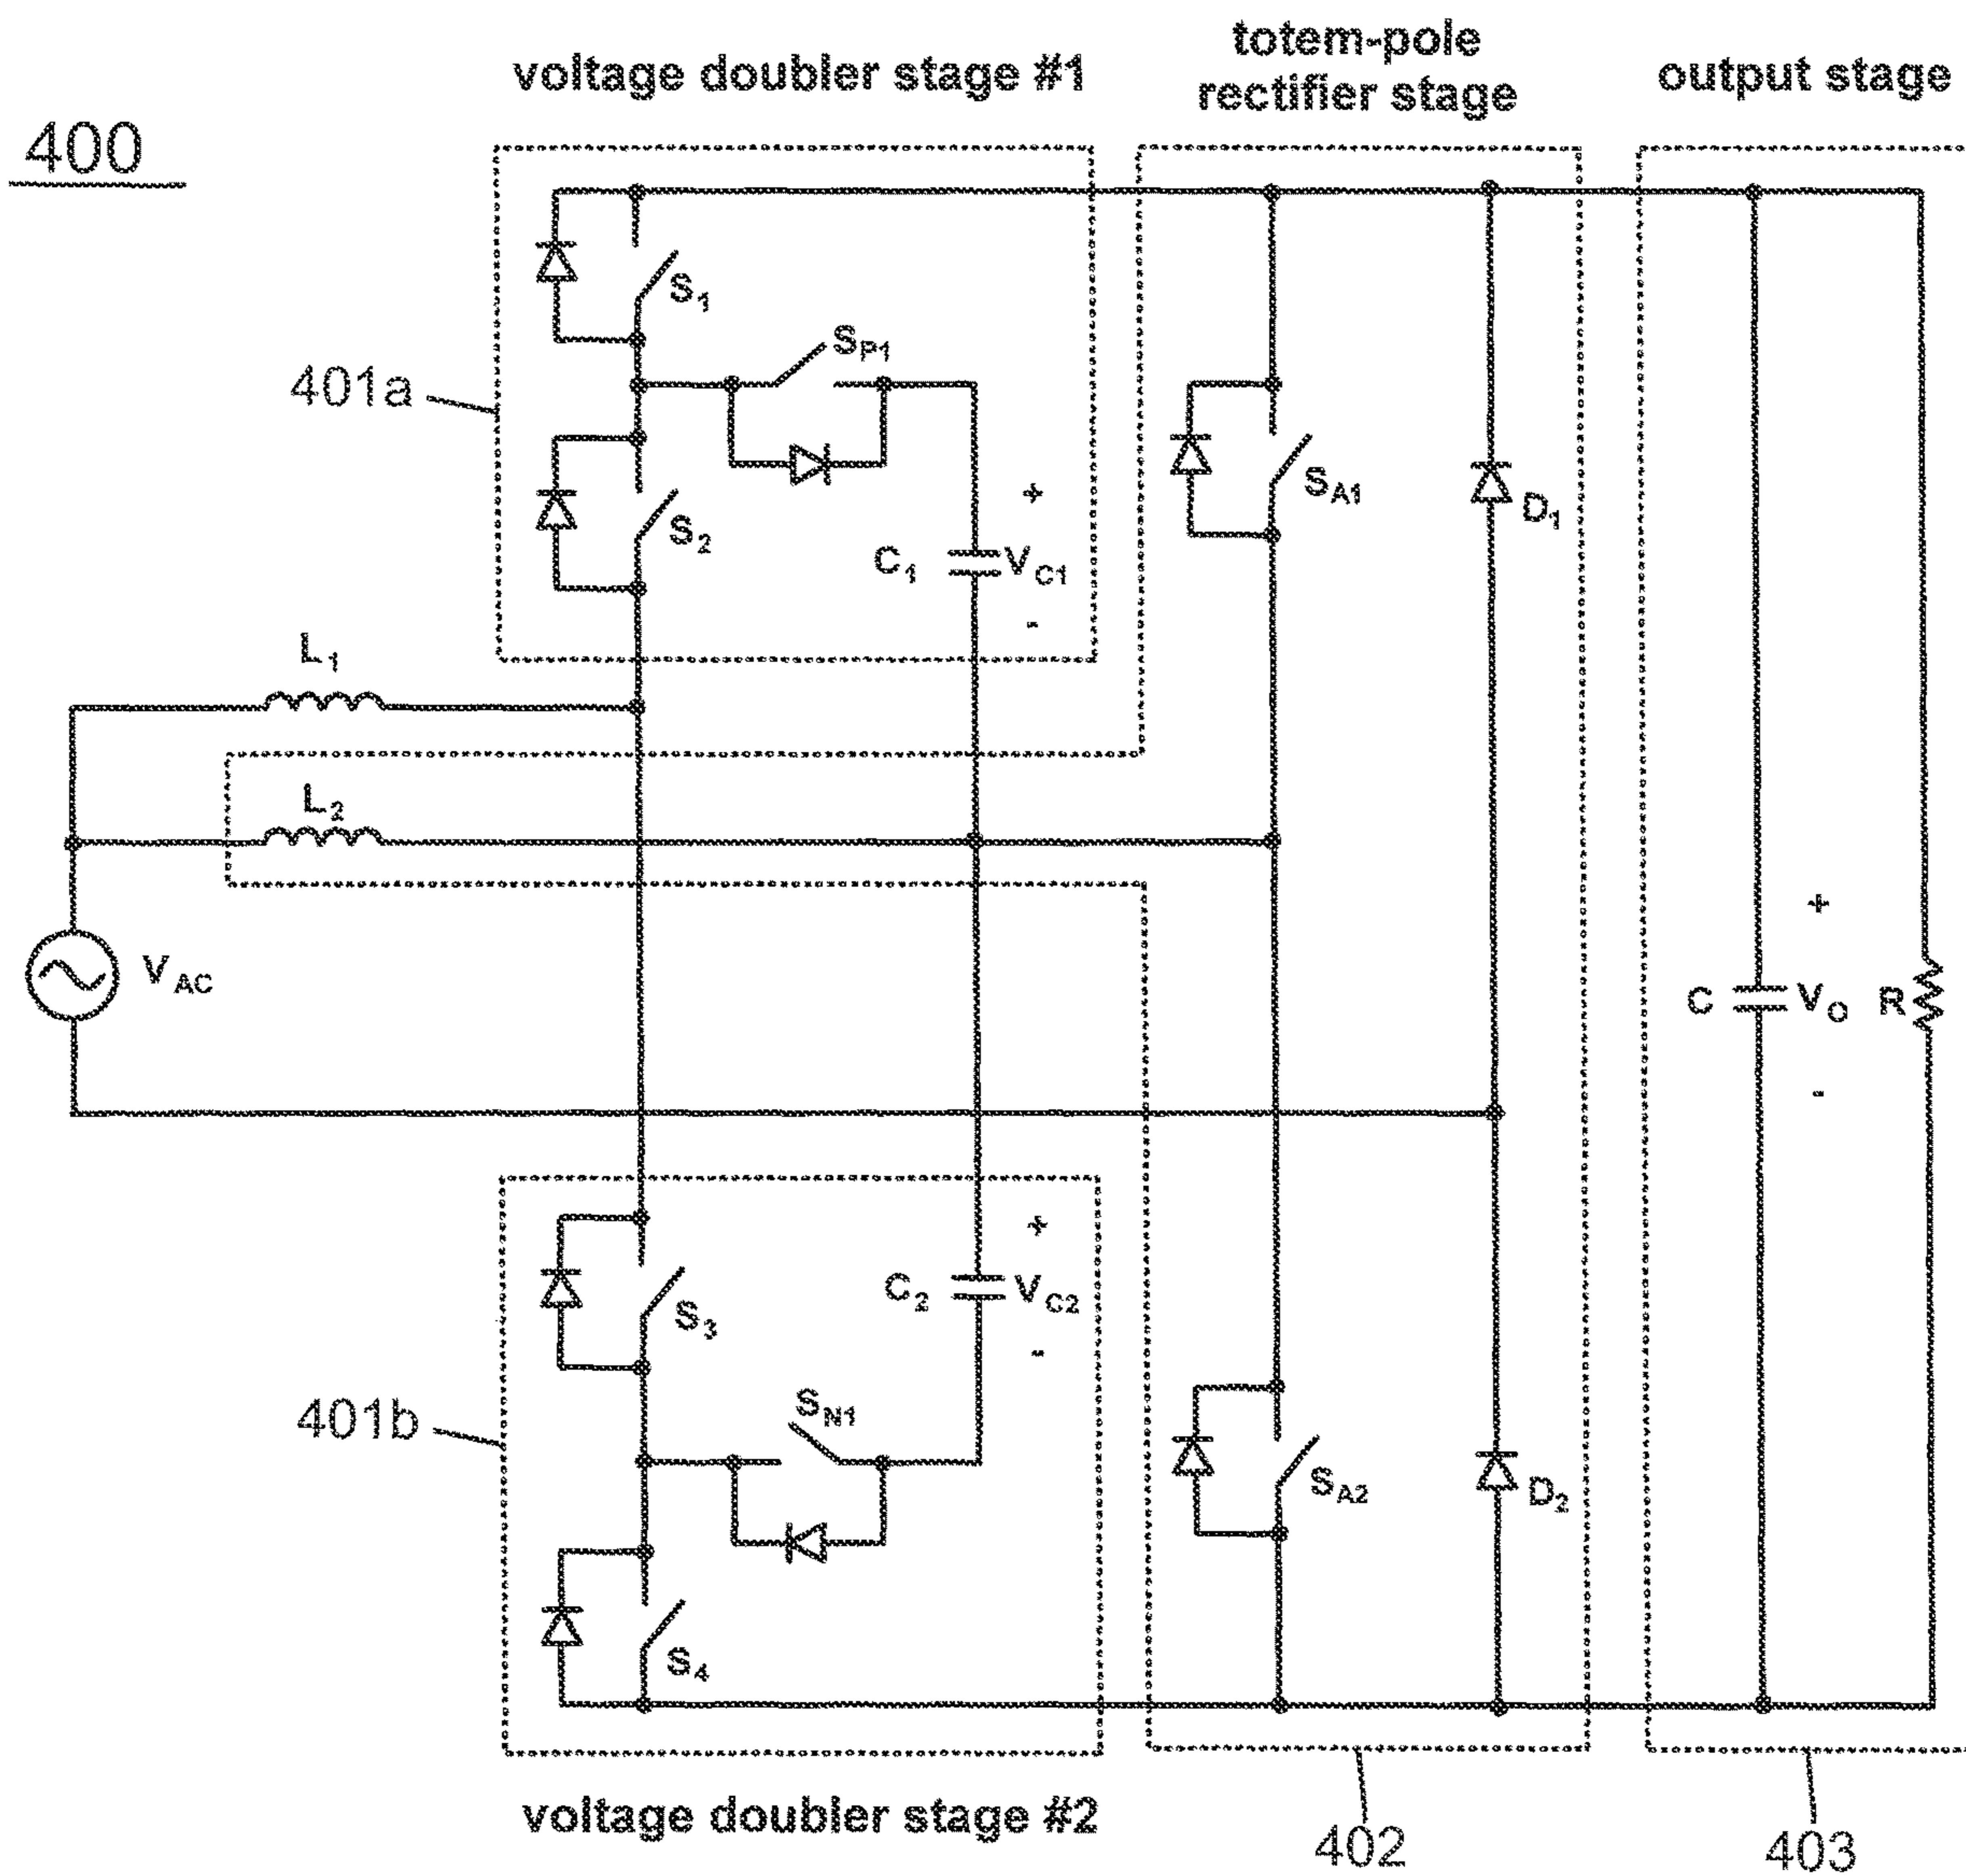 400
voltage doubler stage #1
totem-pole
rectifier stage
output stage
401a
S1
SP1
S2
C1
+
VC1
-
SA1
D1
L1
L2
VAC
C
+
VO
-
R
401b
S3
C2
+
VC2
-
SN1
S4
SA2
D2
voltage doubler stage #2
402
403